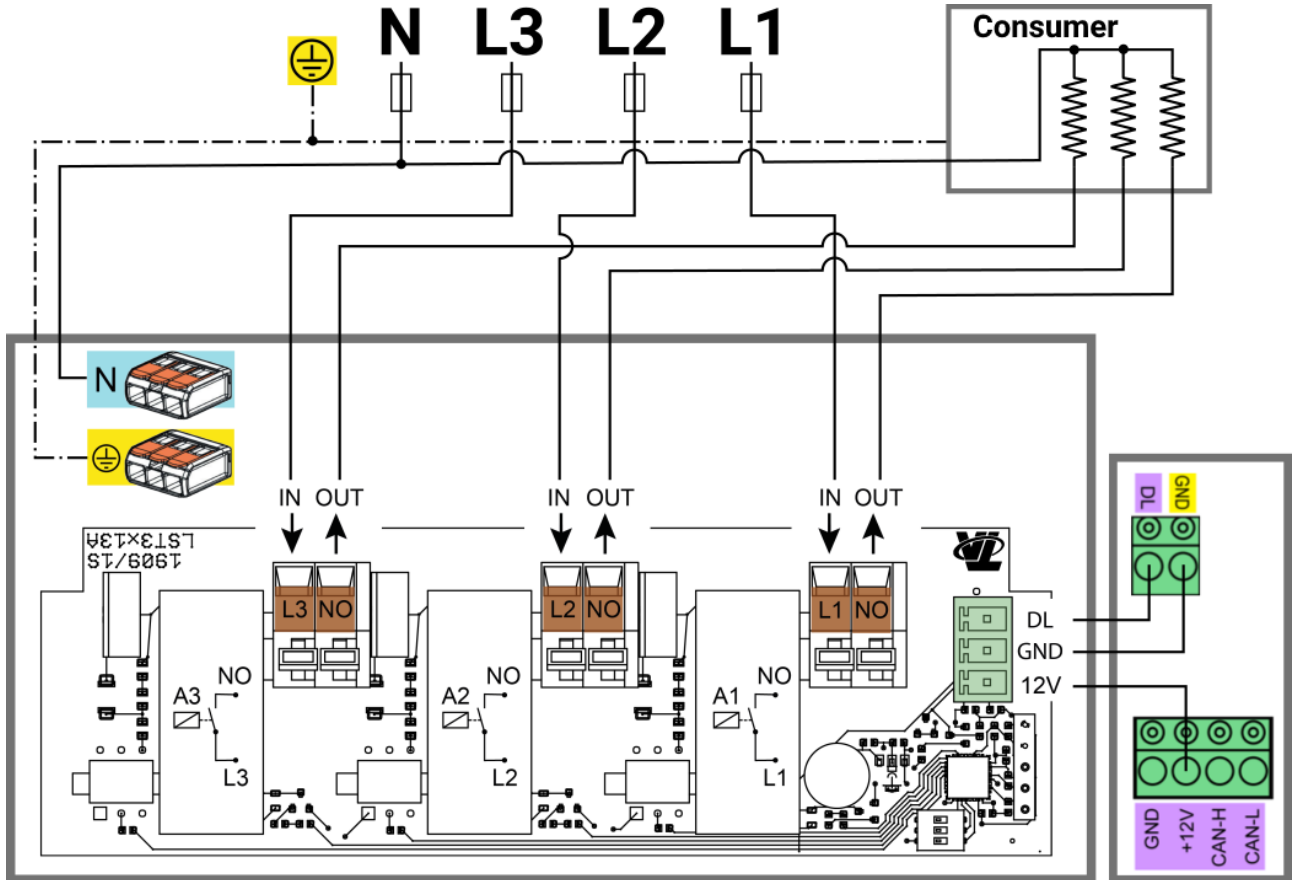 N L3 L2 L1
Consumer
N
IN OUT
IN OUT
IN OUT
DL
GND
1909/1S
LST3x13A
TA
L3 NO
L2 NO
L1 NO
DL
GND
12V
NO
A3
L3
NO
A2
L2
NO
A1
L1
GND
+12V
CAN-H
CAN-L